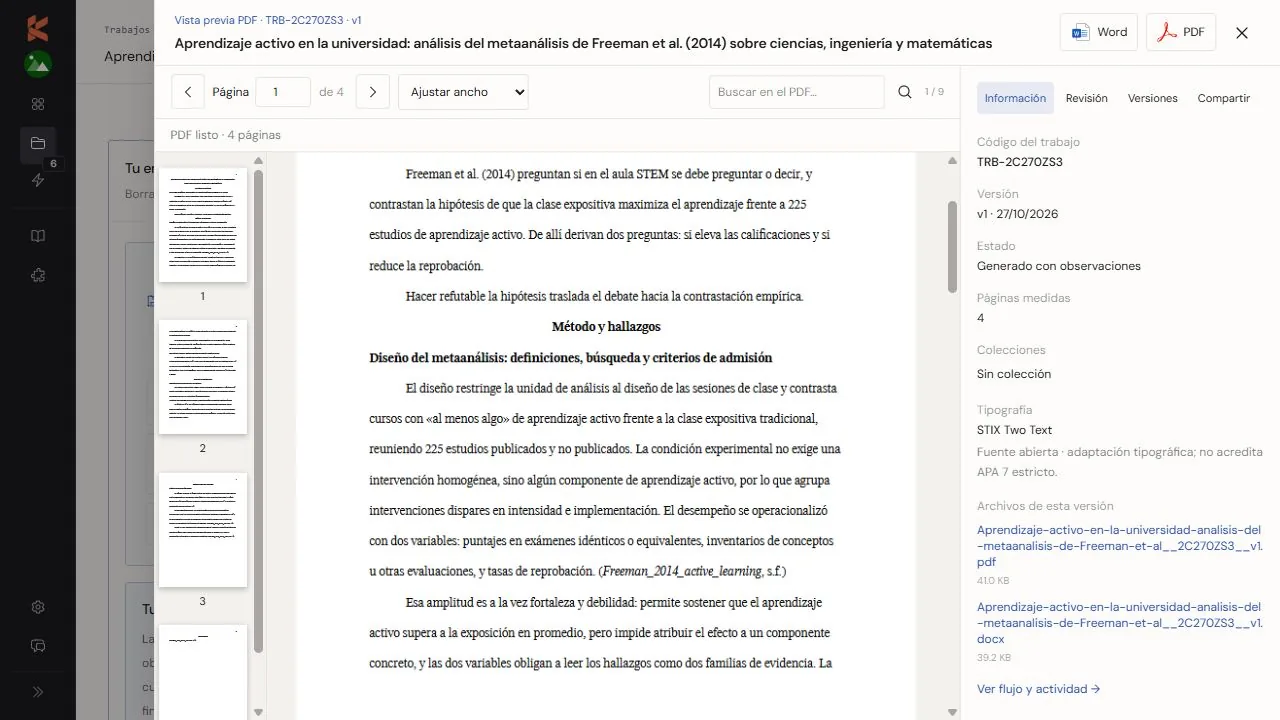 Vista previa PDF · TRB-2C270ZS3 · v1
Aprendizaje activo en la universidad: análisis del metaanálisis de Freeman et al. (2014) sobre ciencias, ingeniería y matemáticas
Word
PDF
Trabajos
Aprendi
6
Página
1
de 4
Ajustar ancho
Buscar en el PDF...
1 / 9
PDF listo · 4 páginas
1
2
3
Freeman et al. (2014) preguntan si en el aula STEM se debe preguntar o decir, y
contrastan la hipótesis de que la clase expositiva maximiza el aprendizaje frente a 225
estudios de aprendizaje activo. De allí derivan dos preguntas: si eleva las calificaciones y si
reduce la reprobación.
Hacer refutable la hipótesis traslada el debate hacia la contrastación empírica.
Método y hallazgos
Diseño del metaanálisis: definiciones, búsqueda y criterios de admisión
El diseño restringe la unidad de análisis al diseño de las sesiones de clase y contrasta
cursos con «al menos algo» de aprendizaje activo frente a la clase expositiva tradicional,
reuniendo 225 estudios publicados y no publicados. La condición experimental no exige una
intervención homogénea, sino algún componente de aprendizaje activo, por lo que agrupa
intervenciones dispares en intensidad e implementación. El desempeño se operacionalizó
con dos variables: puntajes en exámenes idénticos o equivalentes, inventarios de conceptos
u otras evaluaciones, y tasas de reprobación. (Freeman_2014_active_learning, s.f.)
Esa amplitud es a la vez fortaleza y debilidad: permite sostener que el aprendizaje
activo supera a la exposición en promedio, pero impide atribuir el efecto a un componente
concreto, y las dos variables obligan a leer los hallazgos como dos familias de evidencia. La
Información
Revisión
Versiones
Compartir
Código del trabajo
TRB-2C270ZS3
Versión
v1 · 27/10/2026
Estado
Generado con observaciones
Páginas medidas
4
Colecciones
Sin colección
Tipografía
STIX Two Text
Fuente abierta · adaptación tipográfica; no acredita
APA 7 estricto.
Archivos de esta versión
Aprendizaje-activo-en-la-universidad-analisis-del
-metaanalisis-de-Freeman-et-al__2C270ZS3__v1.
pdf
41.0 KB
Aprendizaje-activo-en-la-universidad-analisis-del
-metaanalisis-de-Freeman-et-al__2C270ZS3__v1.
docx
39.2 KB
Ver flujo y actividad →
Tu en
Borra
Tu
La
ob
cu
fin